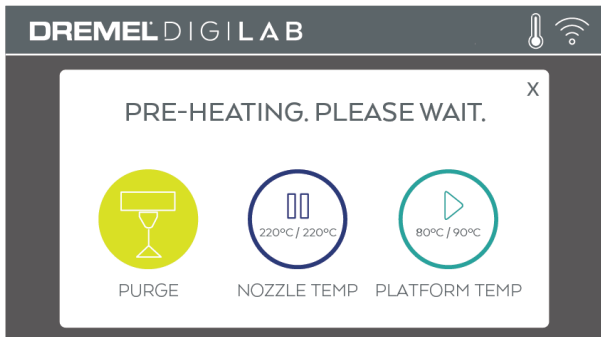 DREMEL DIGILAB
X
PRE-HEATING. PLEASE WAIT.
220ºC / 220ºC
80ºC / 90ºC
PURGE
NOZZLE TEMP
PLATFORM TEMP